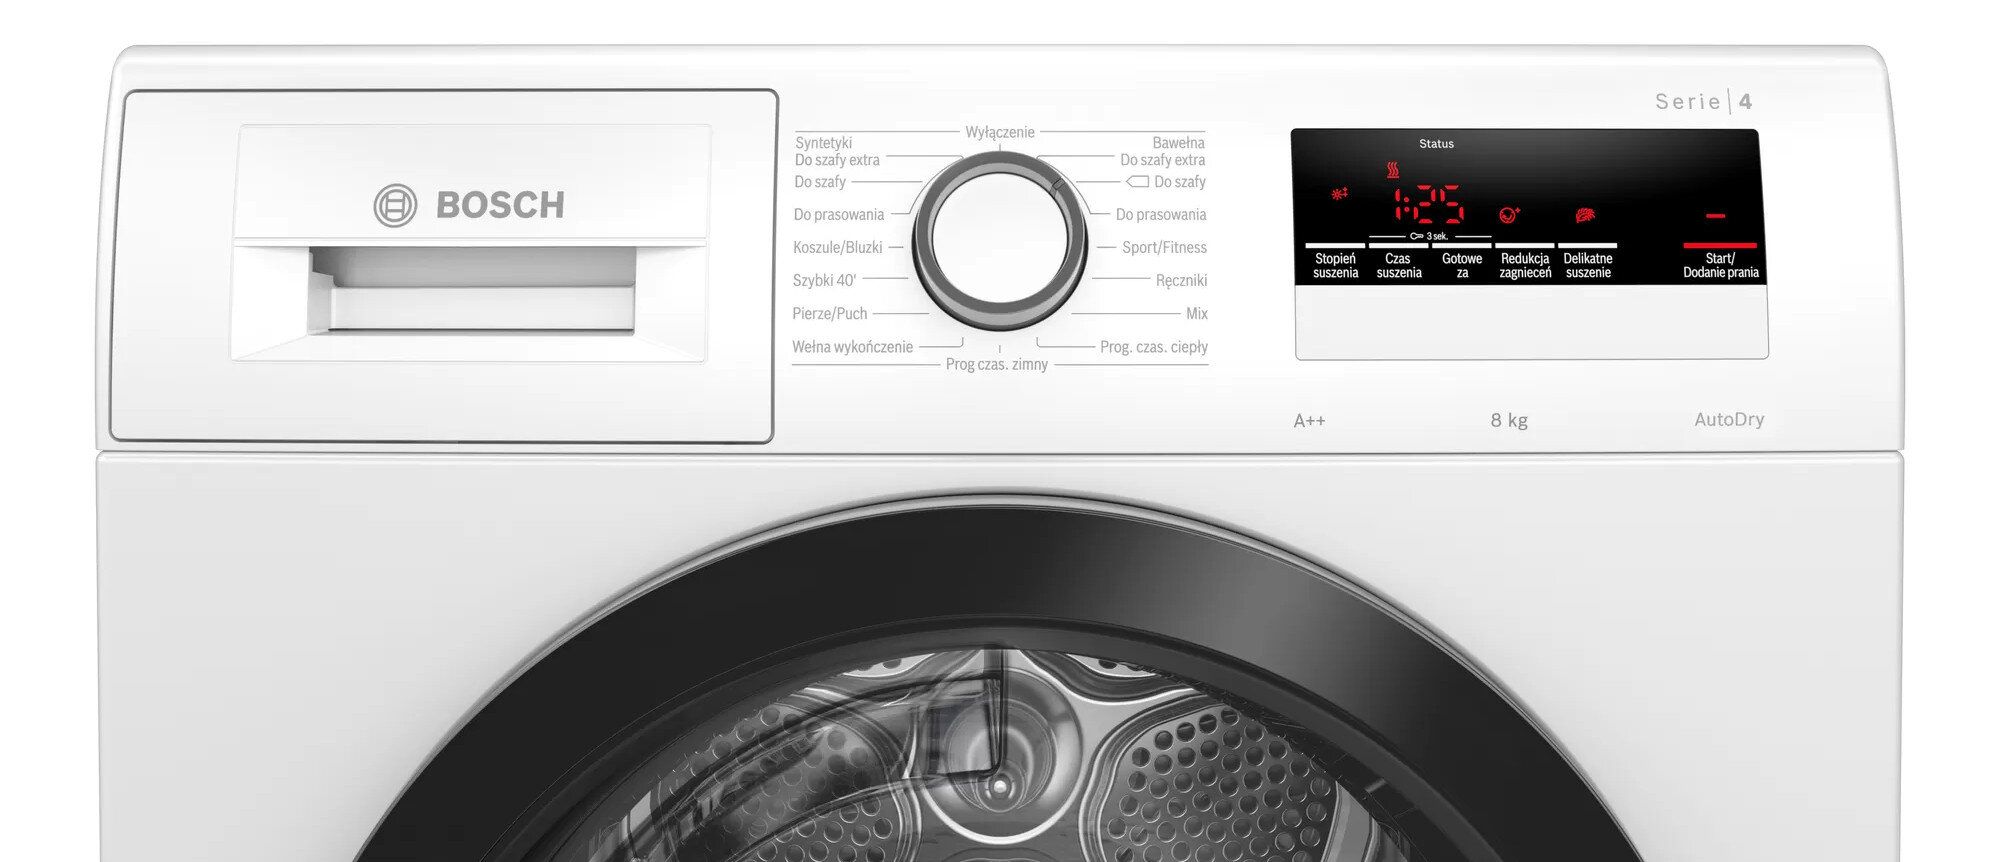 Serie | 4
BOSCH
Wyłączenie
Syntetyki
Do szafy extra
Do szafy
Do prasowania
Koszule/Bluzki
Szybki 40'
Pierze/Puch
Wełna wykończenie
Prog czas. zimny
Bawełna
Do szafy extra
Do szafy
Do prasowania
Sport/Fitness
Ręczniki
Mix
Prog. czas. ciepły
Status
1:25
3 sek.
Stopień
suszenia
Czas
suszenia
Gotowe
za
Redukcja
zagnieceń
Delikatne
suszenie
Start/
Dodanie prania
A++
8 kg
AutoDry